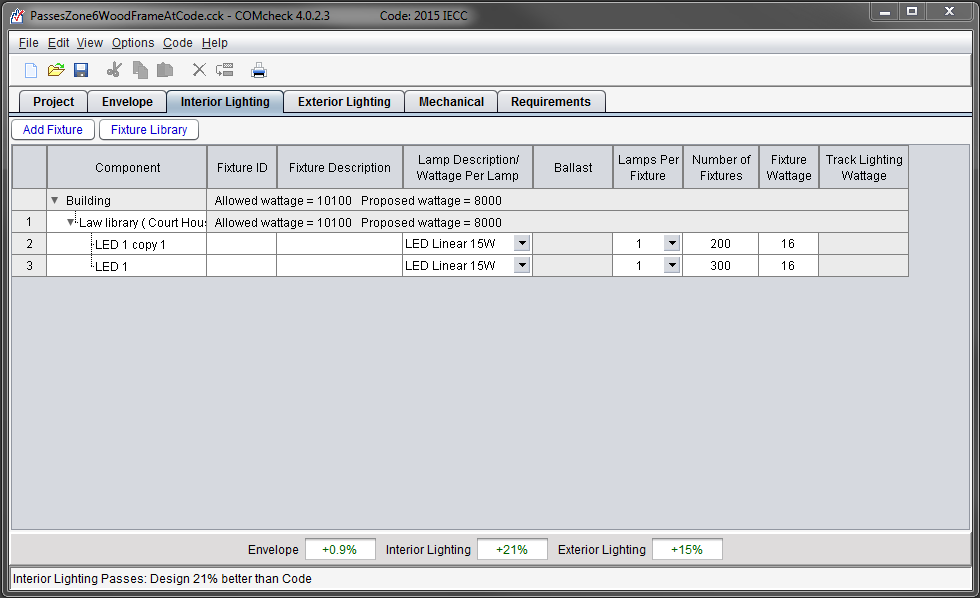 PassesZone6WoodFrameAtCode.cck - COMcheck 4.0.2.3 Code: 2015 IECC
File Edit View Options Code Help
Project Envelope Interior Lighting Exterior Lighting Mechanical Requirements
Add Fixture Fixture Library
Component Fixture ID Fixture Description Lamp Description/ Wattage Per Lamp Ballast Lamps Per Fixture Number of Fixtures Fixture Wattage Track Lighting Wattage
Building Allowed wattage = 10100 Proposed wattage = 8000
1 Law library ( Court Hou Allowed wattage = 10100 Proposed wattage = 8000
2 LED 1 copy 1 LED Linear 15W 1 200 16
3 LED 1 LED Linear 15W 1 300 16
Envelope +0.9% Interior Lighting +21% Exterior Lighting +15%
Interior Lighting Passes: Design 21% better than Code